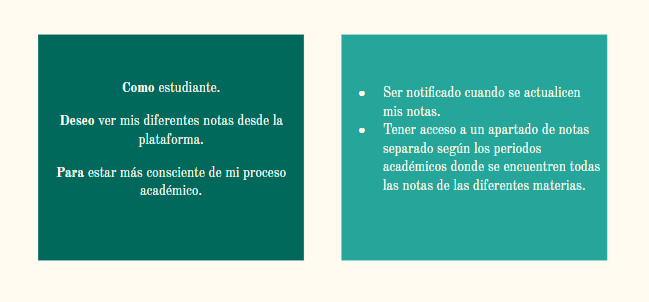 Como estudiante.
Deseo ver mis diferentes notas desde la
plataforma.
Para estar más consciente de mi proceso
académico.
● Ser notificado cuando se actualicen
mis notas.
● Tener acceso a un apartado de notas
separado según los periodos
académicos donde se encuentren todas
las notas de las diferentes materias.